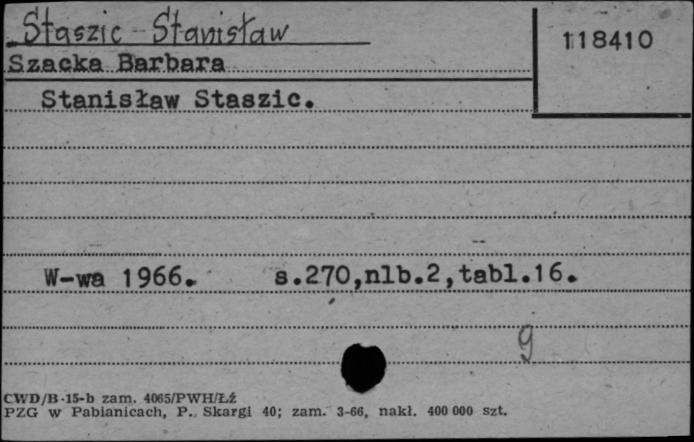 Staszic Stanisław
118410
Szacka Barbara
Stanisław Staszic.
W-wa 1966. s.270,nlb.2,tabl.16.
9
CWD/B-15-b zam. 4065/PWH/Łź
PZG w Pabianicach, P. Skargi 40; zam. 3-66, nakł. 400 000 szt.